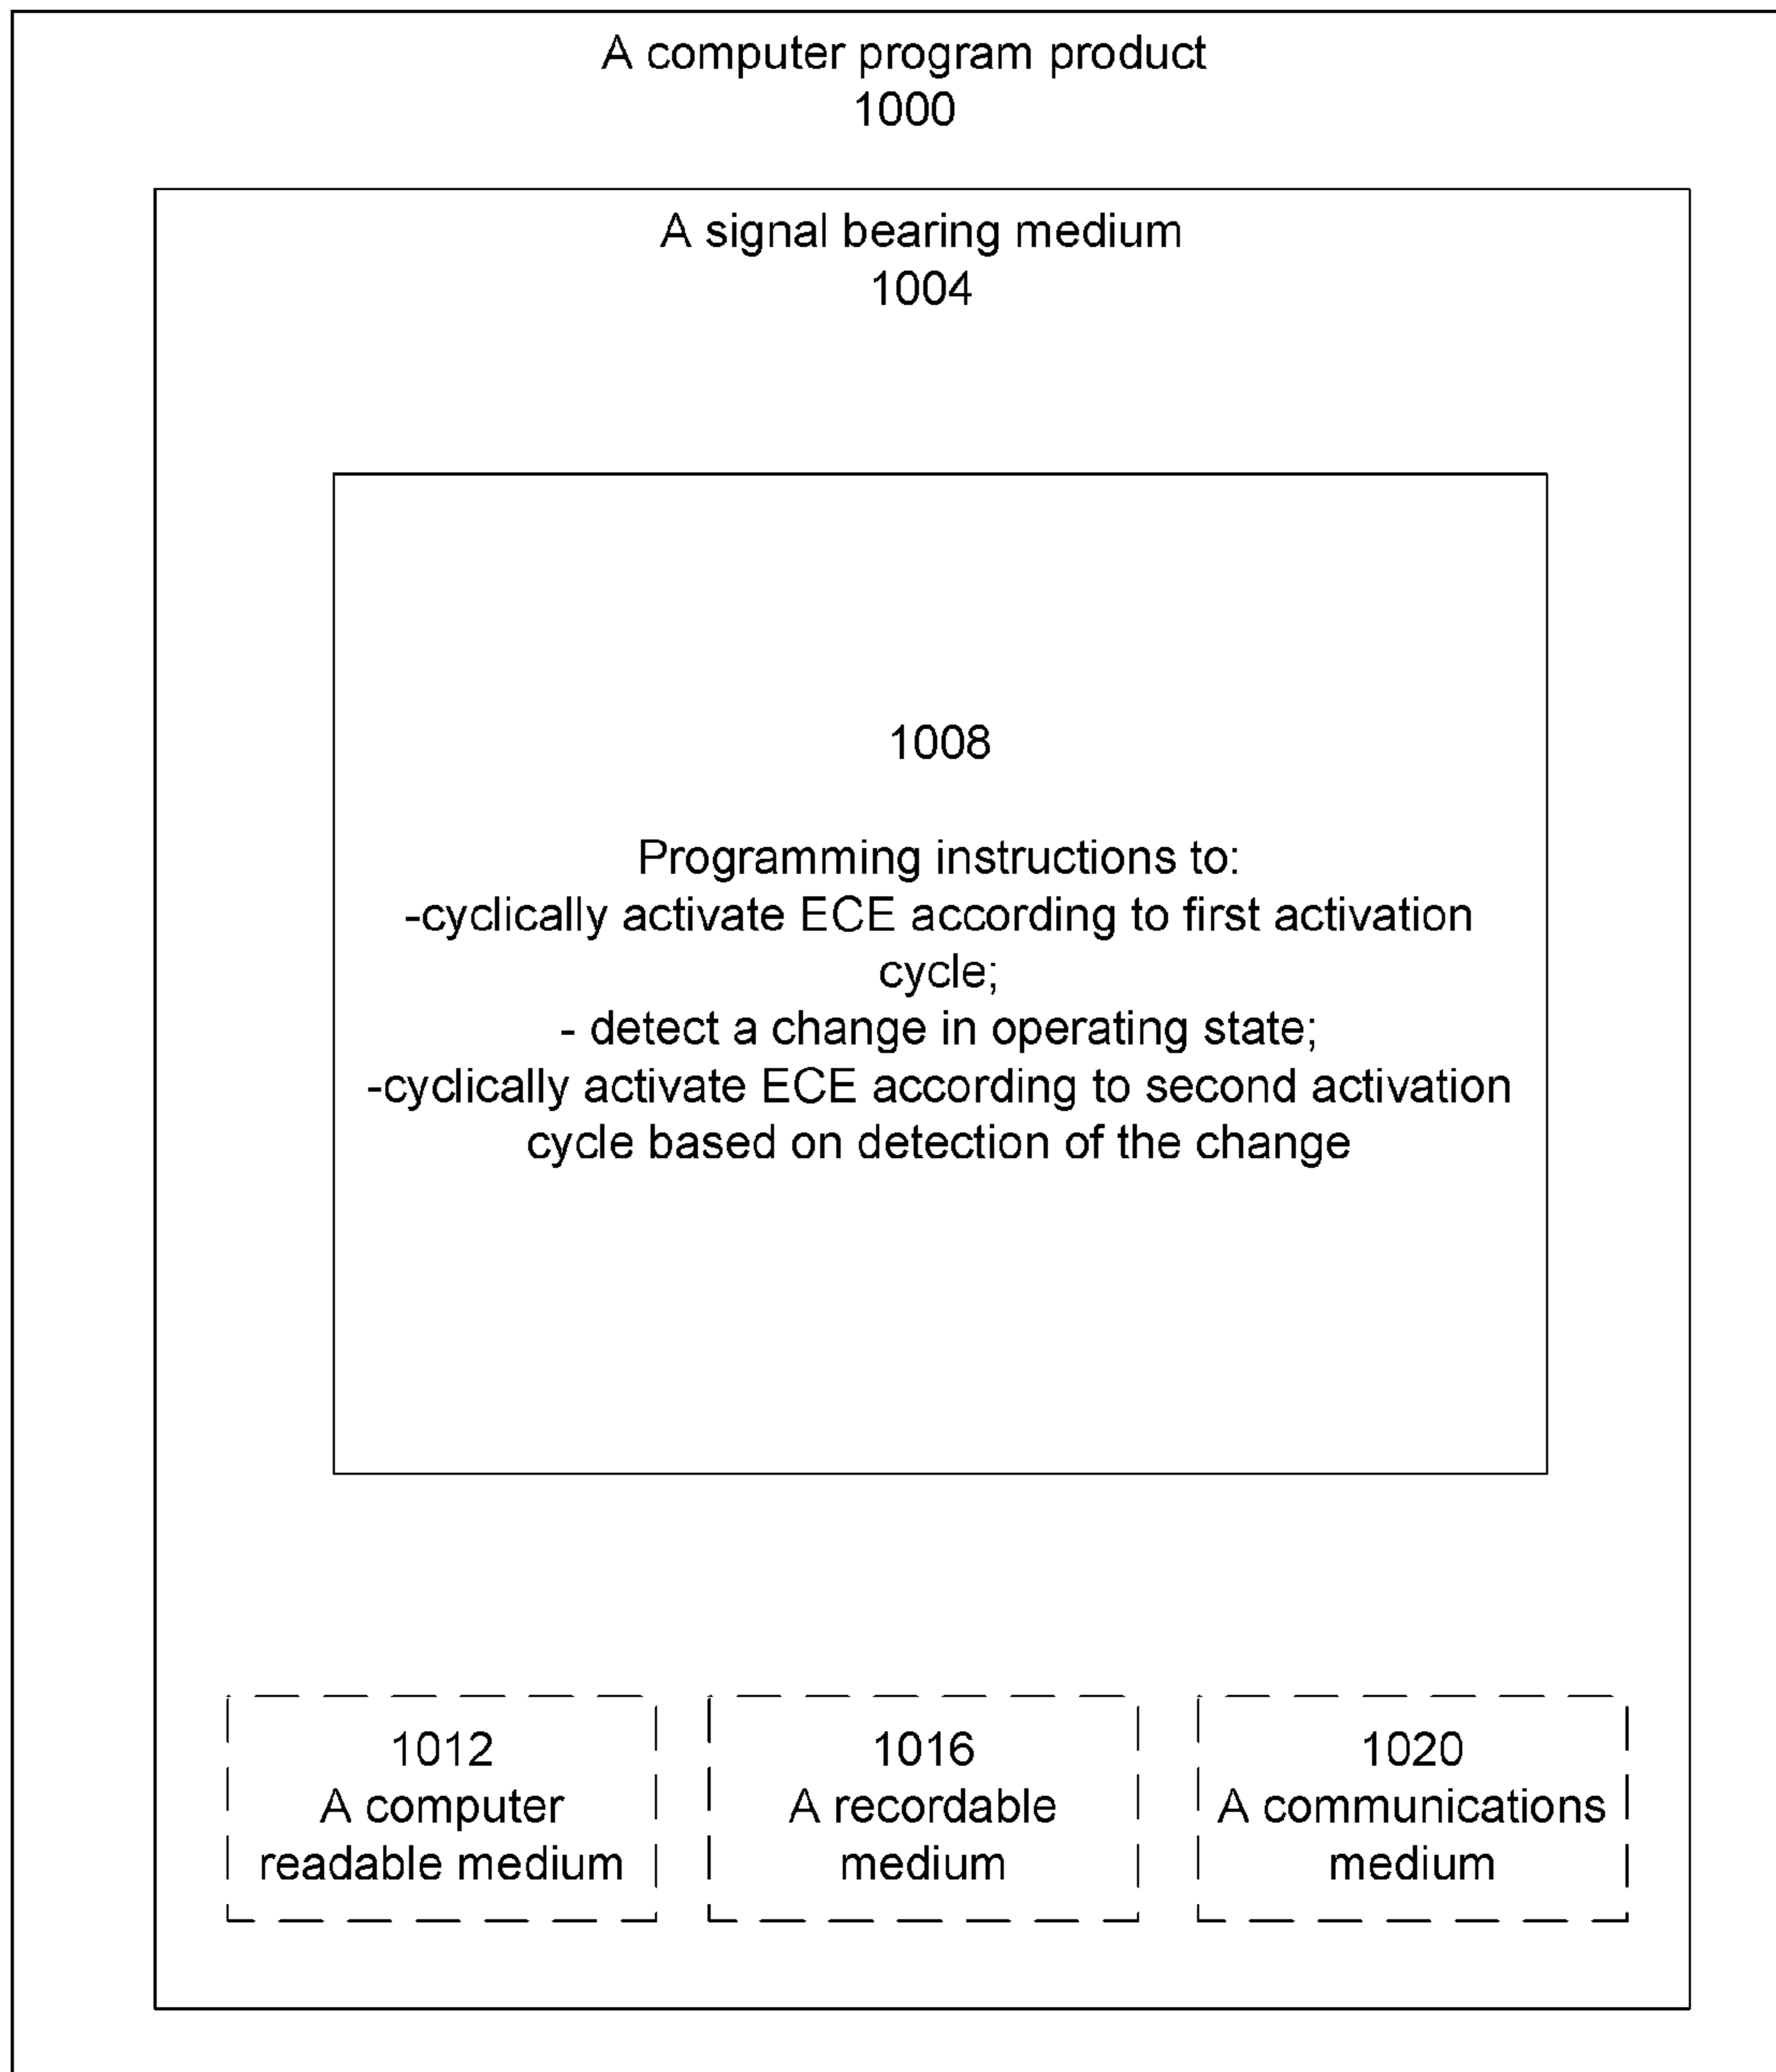 A computer program product
1000
A signal bearing medium
1004
1008
Programming instructions to:
-cyclically activate ECE according to first activation
cycle;
- detect a change in operating state;
-cyclically activate ECE according to second activation
cycle based on detection of the change
1012
A computer
readable medium
1016
A recordable
medium
1020
A communications
medium